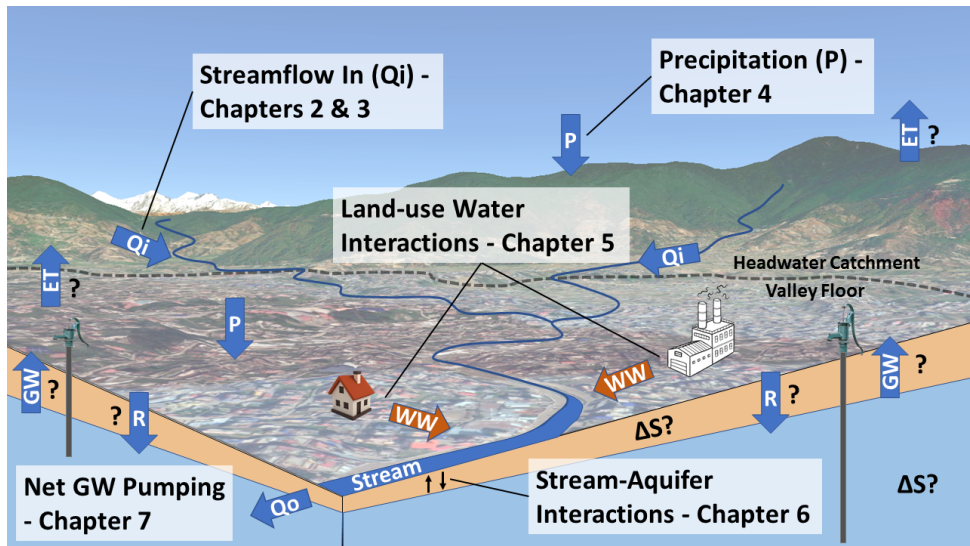 Streamflow In (Qi) -
Chapters 2 & 3
Precipitation (P) -
Chapter 4
P
ET
?
Land-use Water
Interactions - Chapter 5
Qi
Qi
ET
?
Headwater Catchment
Valley Floor
P
GW
?
WW
GW
?
?
R
WW
R
?
ΔS?
Stream
Net GW Pumping
- Chapter 7
Qo
Stream-Aquifer
Interactions - Chapter 6
ΔS?